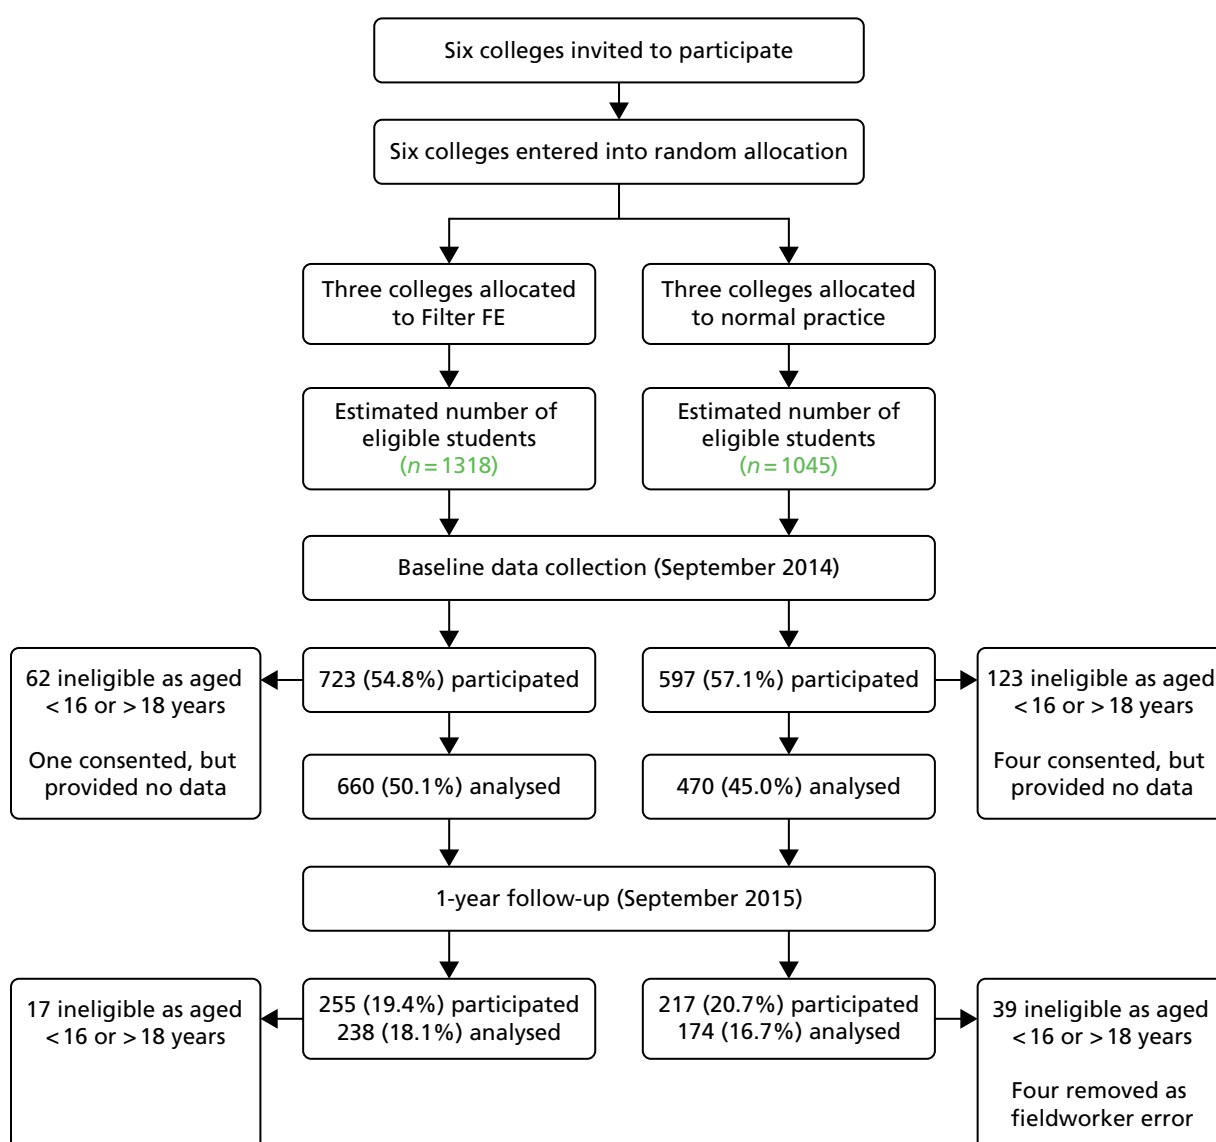 Six colleges invited to participate
Six colleges entered into random allocation
Three colleges allocated
to Filter FE
Three colleges allocated
to normal practice
Estimated number of
eligible students
(n = 1318)
Estimated number of
eligible students
(n = 1045)
Baseline data collection (September 2014)
62 ineligible as aged
< 16 or > 18 years
One consented, but
provided no data
723 (54.8%) participated
597 (57.1%) participated
123 ineligible as aged
< 16 or > 18 years
Four consented, but
provided no data
660 (50.1%) analysed
470 (45.0%) analysed
1-year follow-up (September 2015)
17 ineligible as aged
< 16 or > 18 years
255 (19.4%) participated
238 (18.1%) analysed
217 (20.7%) participated
174 (16.7%) analysed
39 ineligible as aged
< 16 or > 18 years
Four removed as
fieldworker error